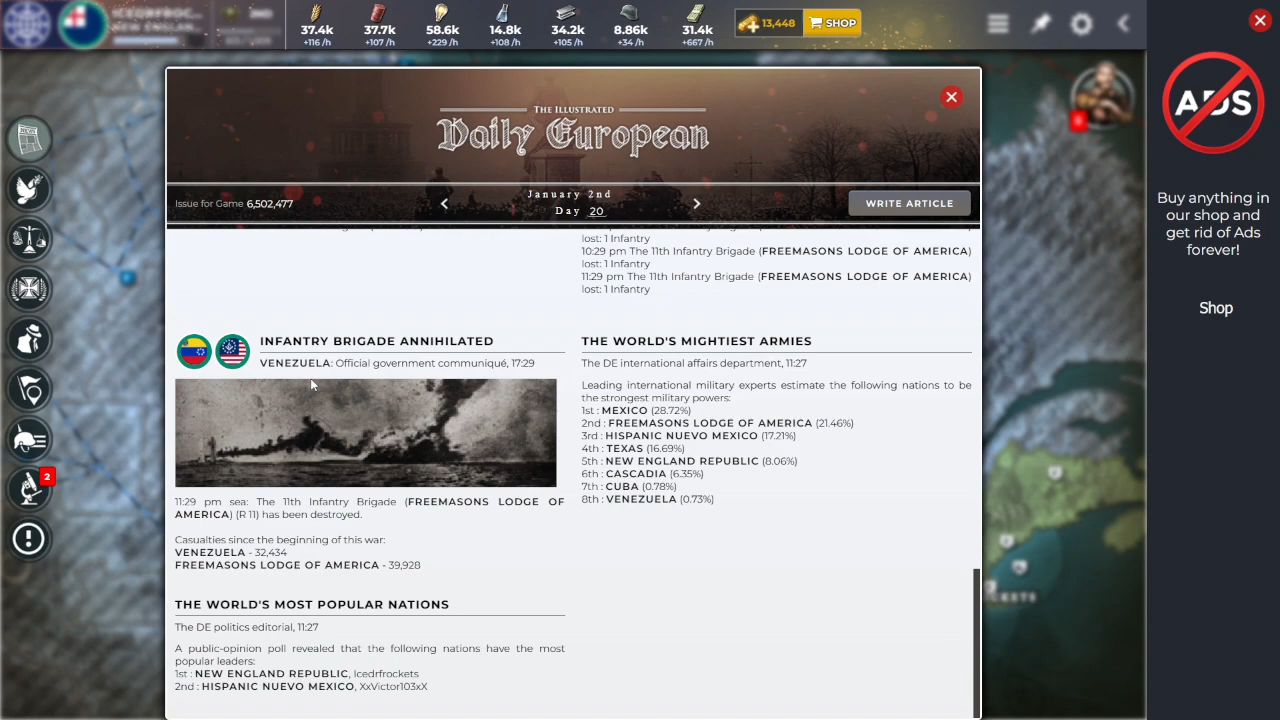 37.4k
37.7k
58.6k
14.8k
34.2k
8.86k
31.4k
+116 /h
+107 /h
+229 /h
+108 /h
+105 /h
+34 /h
+667 /h
13,448
SHOP
THE ILLUSTRATED
Daily European
Issue for Game 6,502,477
January 2nd
Day 20
WRITE ARTICLE
INFANTRY BRIGADE ANNIHILATED
VENEZUELA: Official government communiqué, 17:29
11:29 pm sea: The 11th Infantry Brigade (FREEMASONS LODGE OF
AMERICA) (R 11) has been destroyed.
Casualties since the beginning of this war:
VENEZUELA - 32,434
FREEMASONS LODGE OF AMERICA - 39,928
THE WORLD'S MOST POPULAR NATIONS
The DE politics editorial, 11:27
A public-opinion poll revealed that the following nations have the most
popular leaders:
1st : NEW ENGLAND REPUBLIC, Icedrfrockets
2nd : HISPANIC NUEVO MEXICO, XxVictor103xX
lost: 1 Infantry
10:29 pm The 11th Infantry Brigade (FREEMASONS LODGE OF AMERICA)
lost: 1 Infantry
11:29 pm The 11th Infantry Brigade (FREEMASONS LODGE OF AMERICA)
lost: 1 Infantry
THE WORLD'S MIGHTIEST ARMIES
The DE international affairs department, 11:27
Leading international military experts estimate the following nations to be
the strongest military powers:
1st : MEXICO (28.72%)
2nd : FREEMASONS LODGE OF AMERICA (21.46%)
3rd : HISPANIC NUEVO MEXICO (17.21%)
4th : TEXAS (16.69%)
5th : NEW ENGLAND REPUBLIC (8.06%)
6th : CASCADIA (6.35%)
7th : CUBA (0.78%)
8th : VENEZUELA (0.73%)
2
ADS
Buy anything in
our shop and
get rid of Ads
forever!
Shop